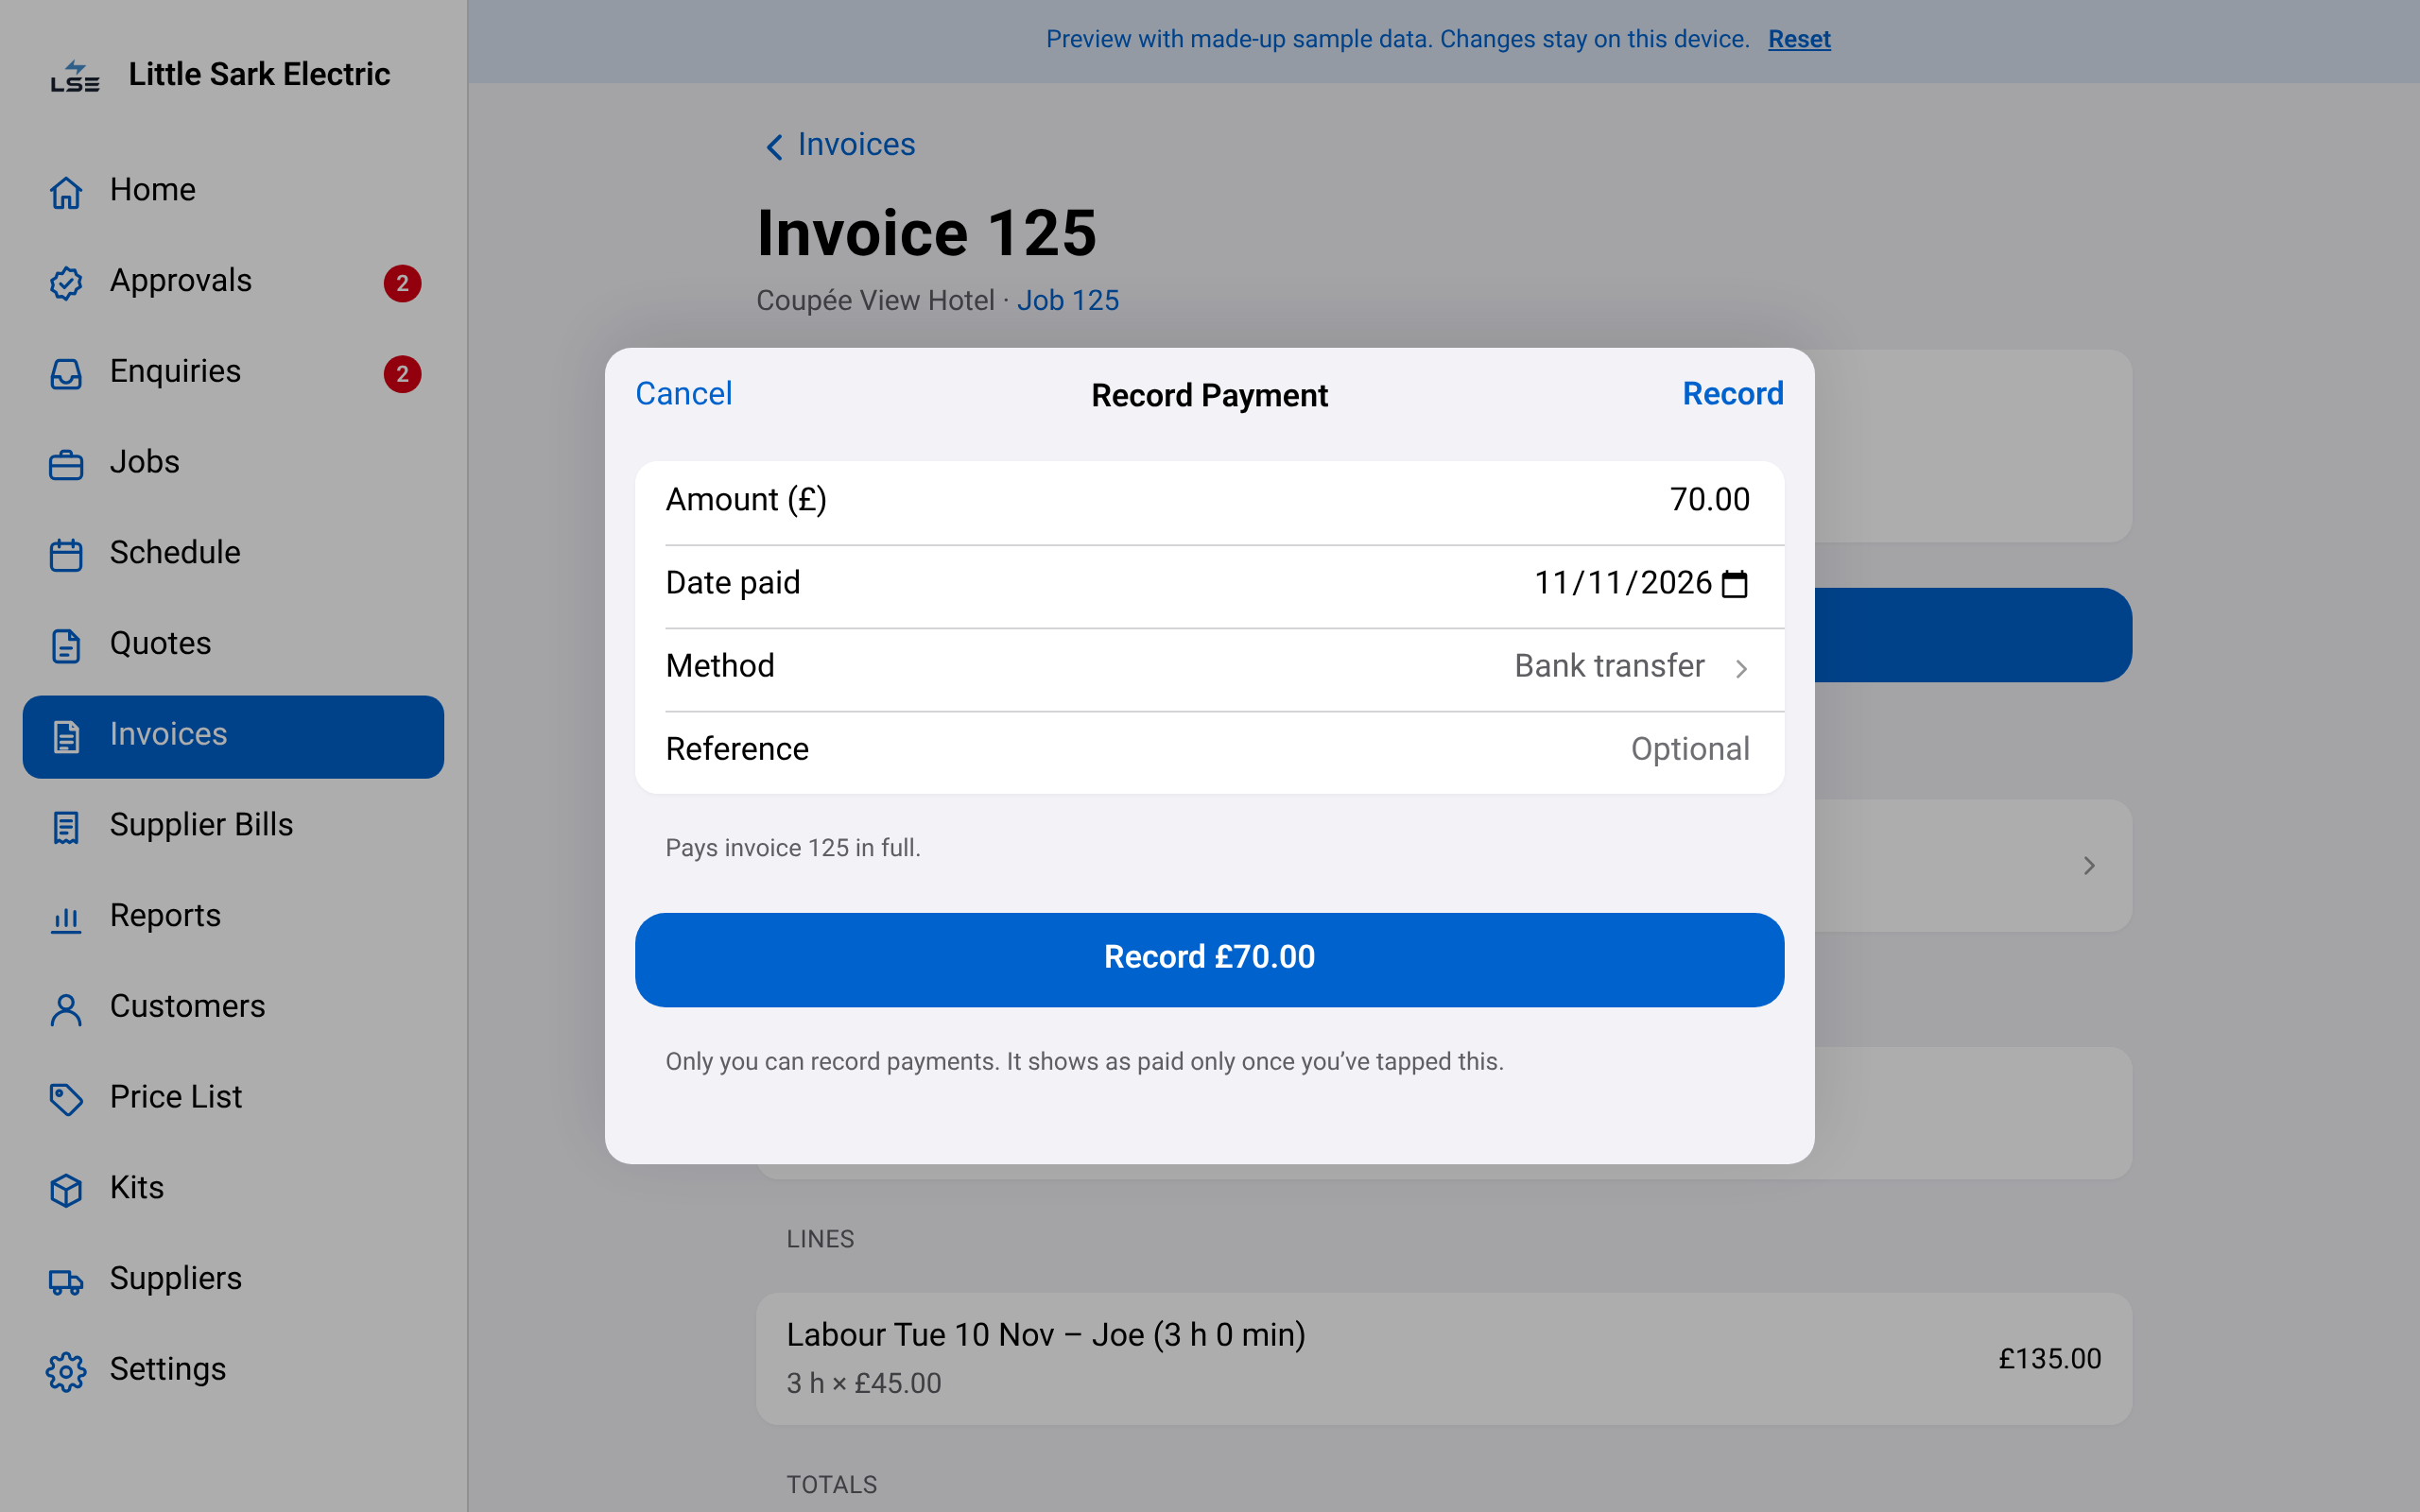 LSE
Little Sark Electric
Home
Approvals 2
Enquiries 2
Jobs
Schedule
Quotes
Invoices
Supplier Bills
Reports
Customers
Price List
Kits
Suppliers
Settings
Preview with made-up sample data. Changes stay on this device. Reset
Invoices
Invoice 125
Coupée View Hotel · Job 125
Cancel Record Payment Record
Amount (£) 70.00
Date paid 11/11/2026
Method Bank transfer
Reference Optional
Pays invoice 125 in full.
Record £70.00
Only you can record payments. It shows as paid only once you’ve tapped this.
LINES
Labour Tue 10 Nov – Joe (3 h 0 min)
3 h × £45.00
£135.00
TOTALS